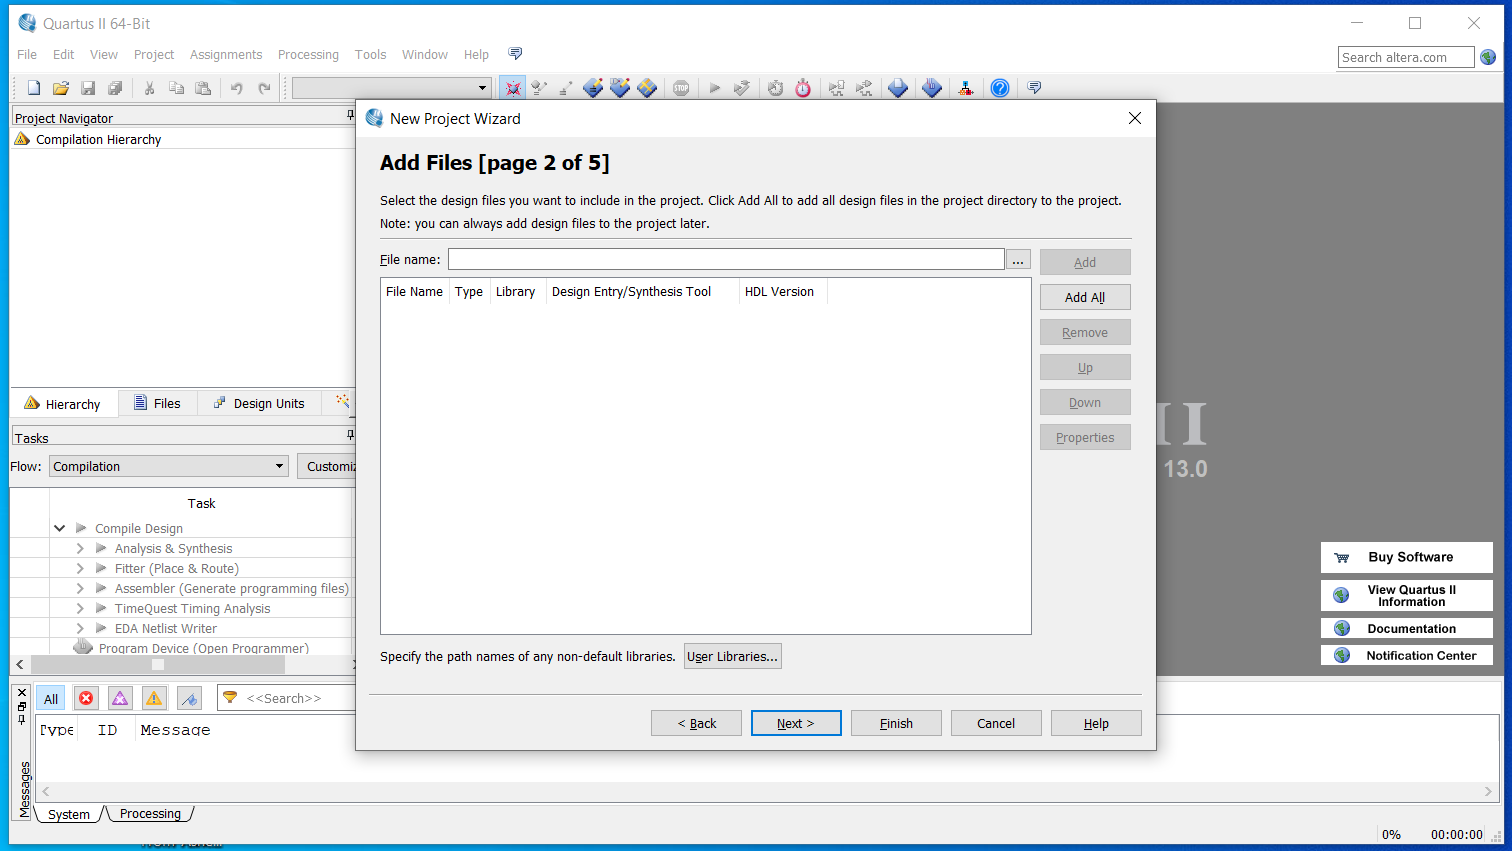 Quartus II 64-Bit
File Edit View Project Assignments Processing Tools Window Help
Search altera.com
Project Navigator
Compilation Hierarchy
Hierarchy Files Design Units
Tasks
Flow: Compilation
Task
Compile Design
Analysis & Synthesis
Fitter (Place & Route)
Assembler (Generate programming files)
TimeQuest Timing Analysis
EDA Netlist Writer
Program Device (Open Programmer)
New Project Wizard
Add Files [page 2 of 5]
Select the design files you want to include in the project. Click Add All to add all design files in the project directory to the project.
Note: you can always add design files to the project later.
File name: ... Add
File Name Type Library Design Entry/Synthesis Tool HDL Version
Add All
Remove
Up
Down
Properties
Specify the path names of any non-default libraries. User Libraries...
< Back Next > Finish Cancel Help
II
13.0
Buy Software
View Quartus II
Information
Documentation
Notification Center
All <<Search>>
Type ID Message
Messages
System Processing
0% 00:00:00